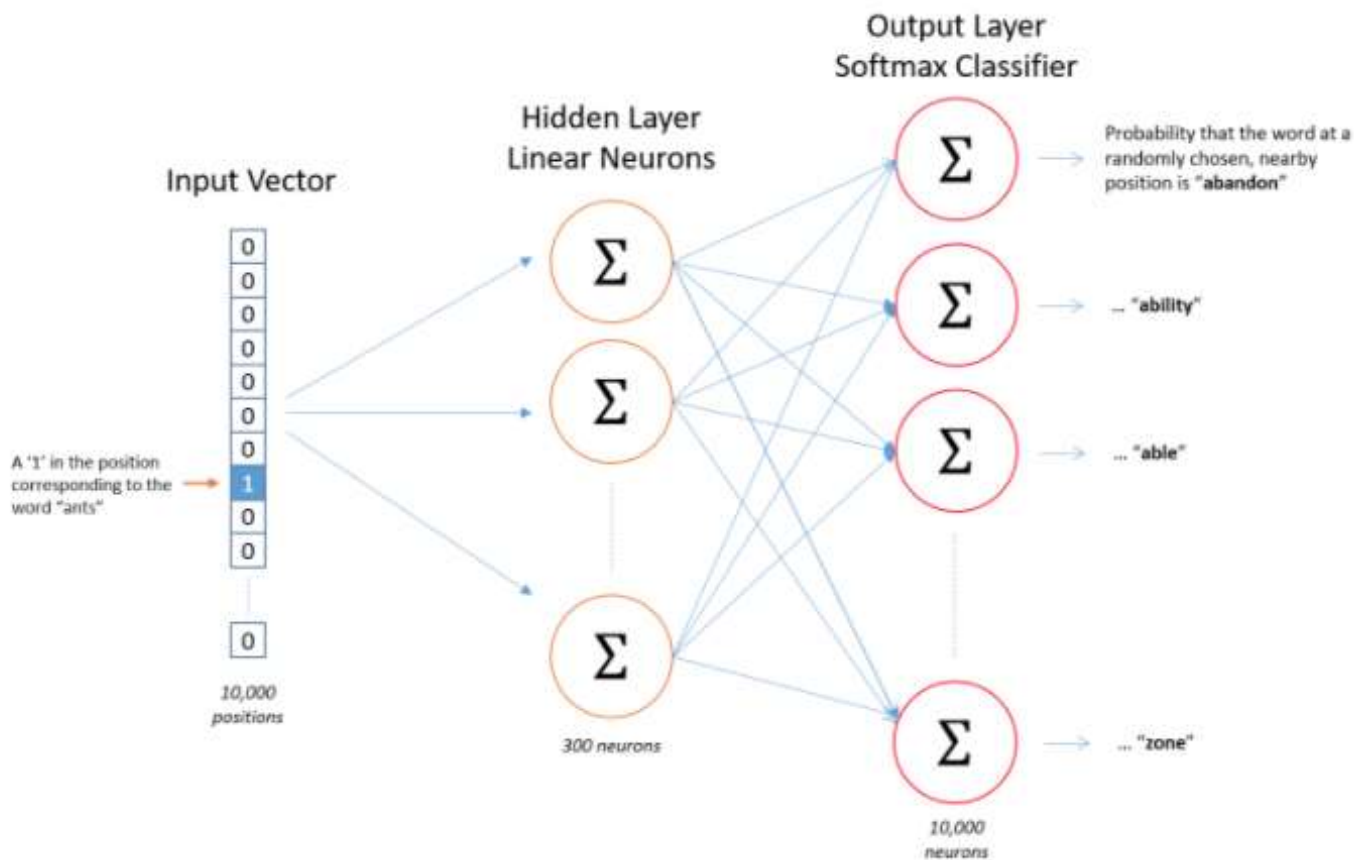 Output Layer
Softmax Classifier
Hidden Layer
Linear Neurons
Input Vector
0
0
0
0
0
0
0
1
0
0
0
A ‘1’ in the position
corresponding to the
word “ants”
10,000
positions
Σ
Σ
Σ
300 neurons
Σ
Σ
Σ
Σ
10,000
neurons
Probability that the word at a
randomly chosen, nearby
position is “abandon”
... “ability”
... “able”
... “zone”